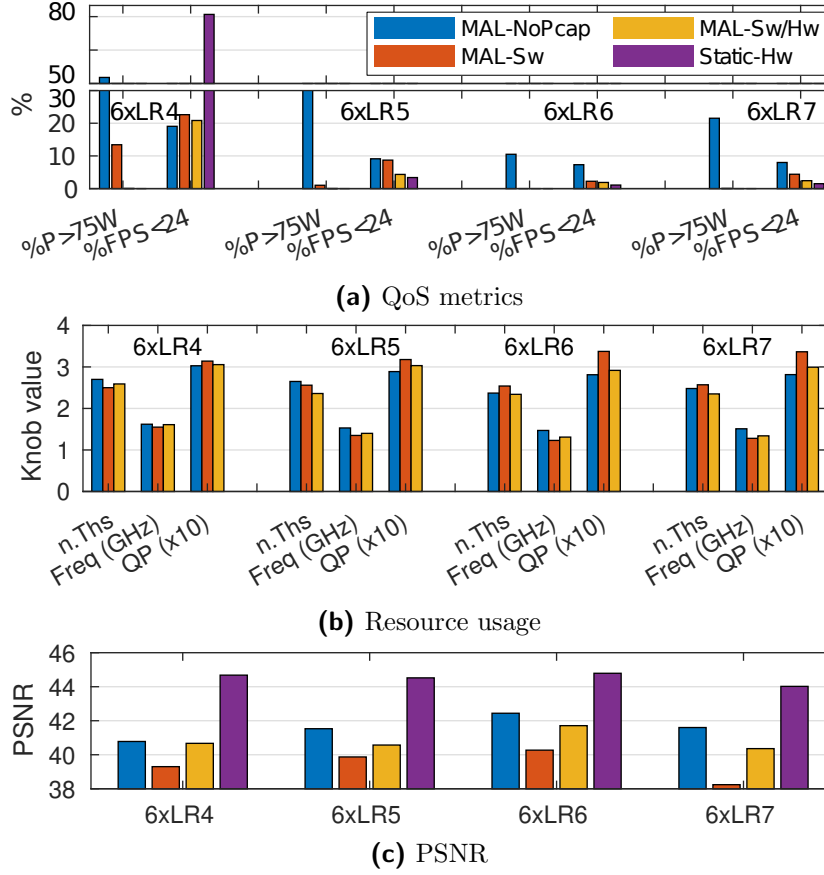 80
50
30
20
10
0
%
MAL-NoPcap
MAL-Sw/Hw
MAL-Sw
Static-Hw
6xLR4
6xLR5
6xLR6
6xLR7
%P>75W
%FPS<24
%P>75W
%FPS<24
%P>75W
%FPS<24
%P>75W
%FPS<24
(a) QoS metrics
4
3
2
1
0
Knob value
6xLR4
6xLR5
6xLR6
6xLR7
n.Ths
Freq (GHz)
QP (x10)
n.Ths
Freq (GHz)
QP (x10)
n.Ths
Freq (GHz)
QP (x10)
n.Ths
Freq (GHz)
QP (x10)
(b) Resource usage
46
44
42
40
38
PSNR
6xLR4
6xLR5
6xLR6
6xLR7
(c) PSNR